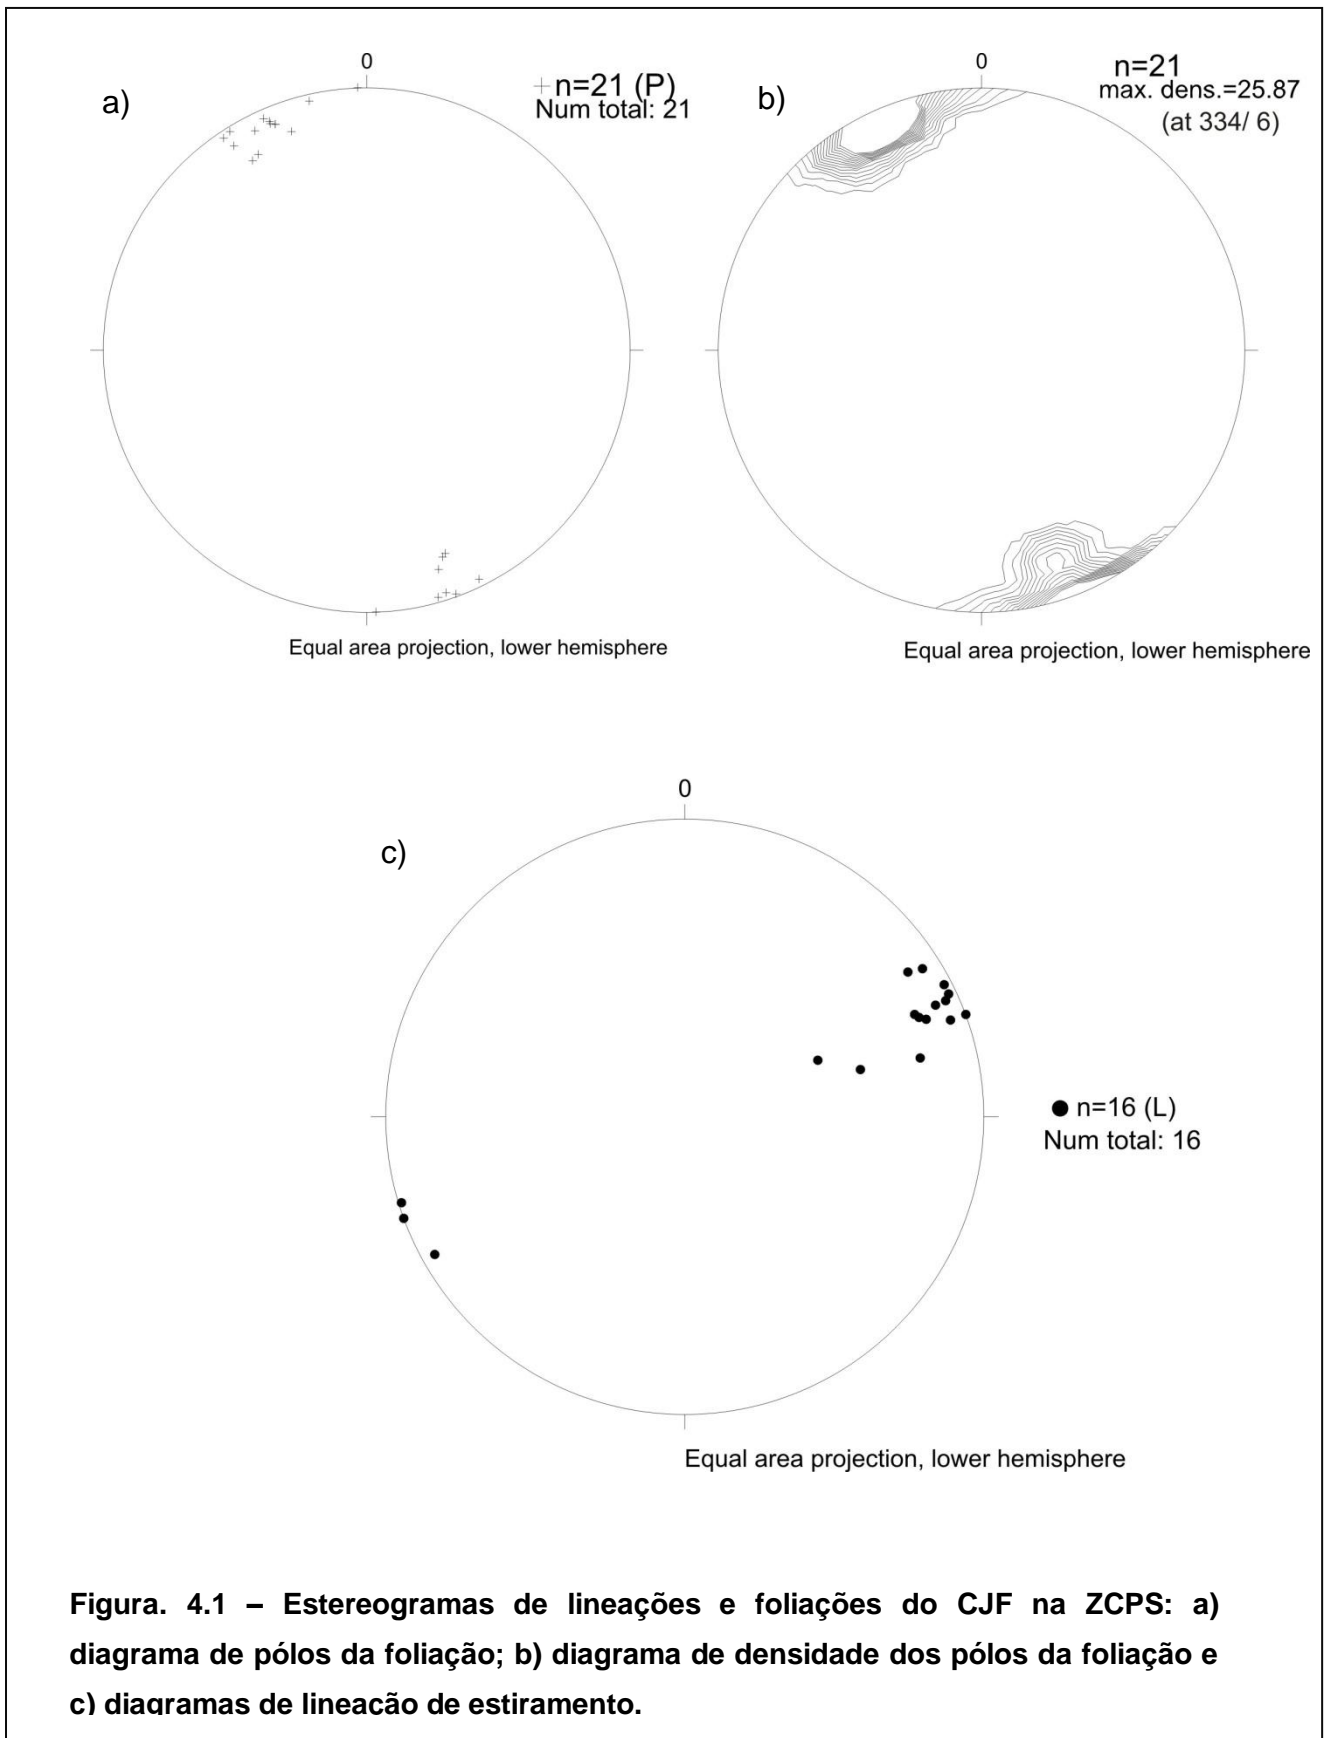 0
a)
+ n=21 (P)
Num total: 21
Equal area projection, lower hemisphere
0
b)
n=21
max. dens.=25.87
(at 334/ 6)
Equal area projection, lower hemisphere
0
c)
n=16 (L)
Num total: 16
Equal area projection, lower hemisphere
Figura. 4.1 – Estereogramas de lineações e foliações do CJF na ZCPS: a)
diagrama de pólos da foliação; b) diagrama de densidade dos pólos da foliação e
c) diagramas de lineação de estiramento.